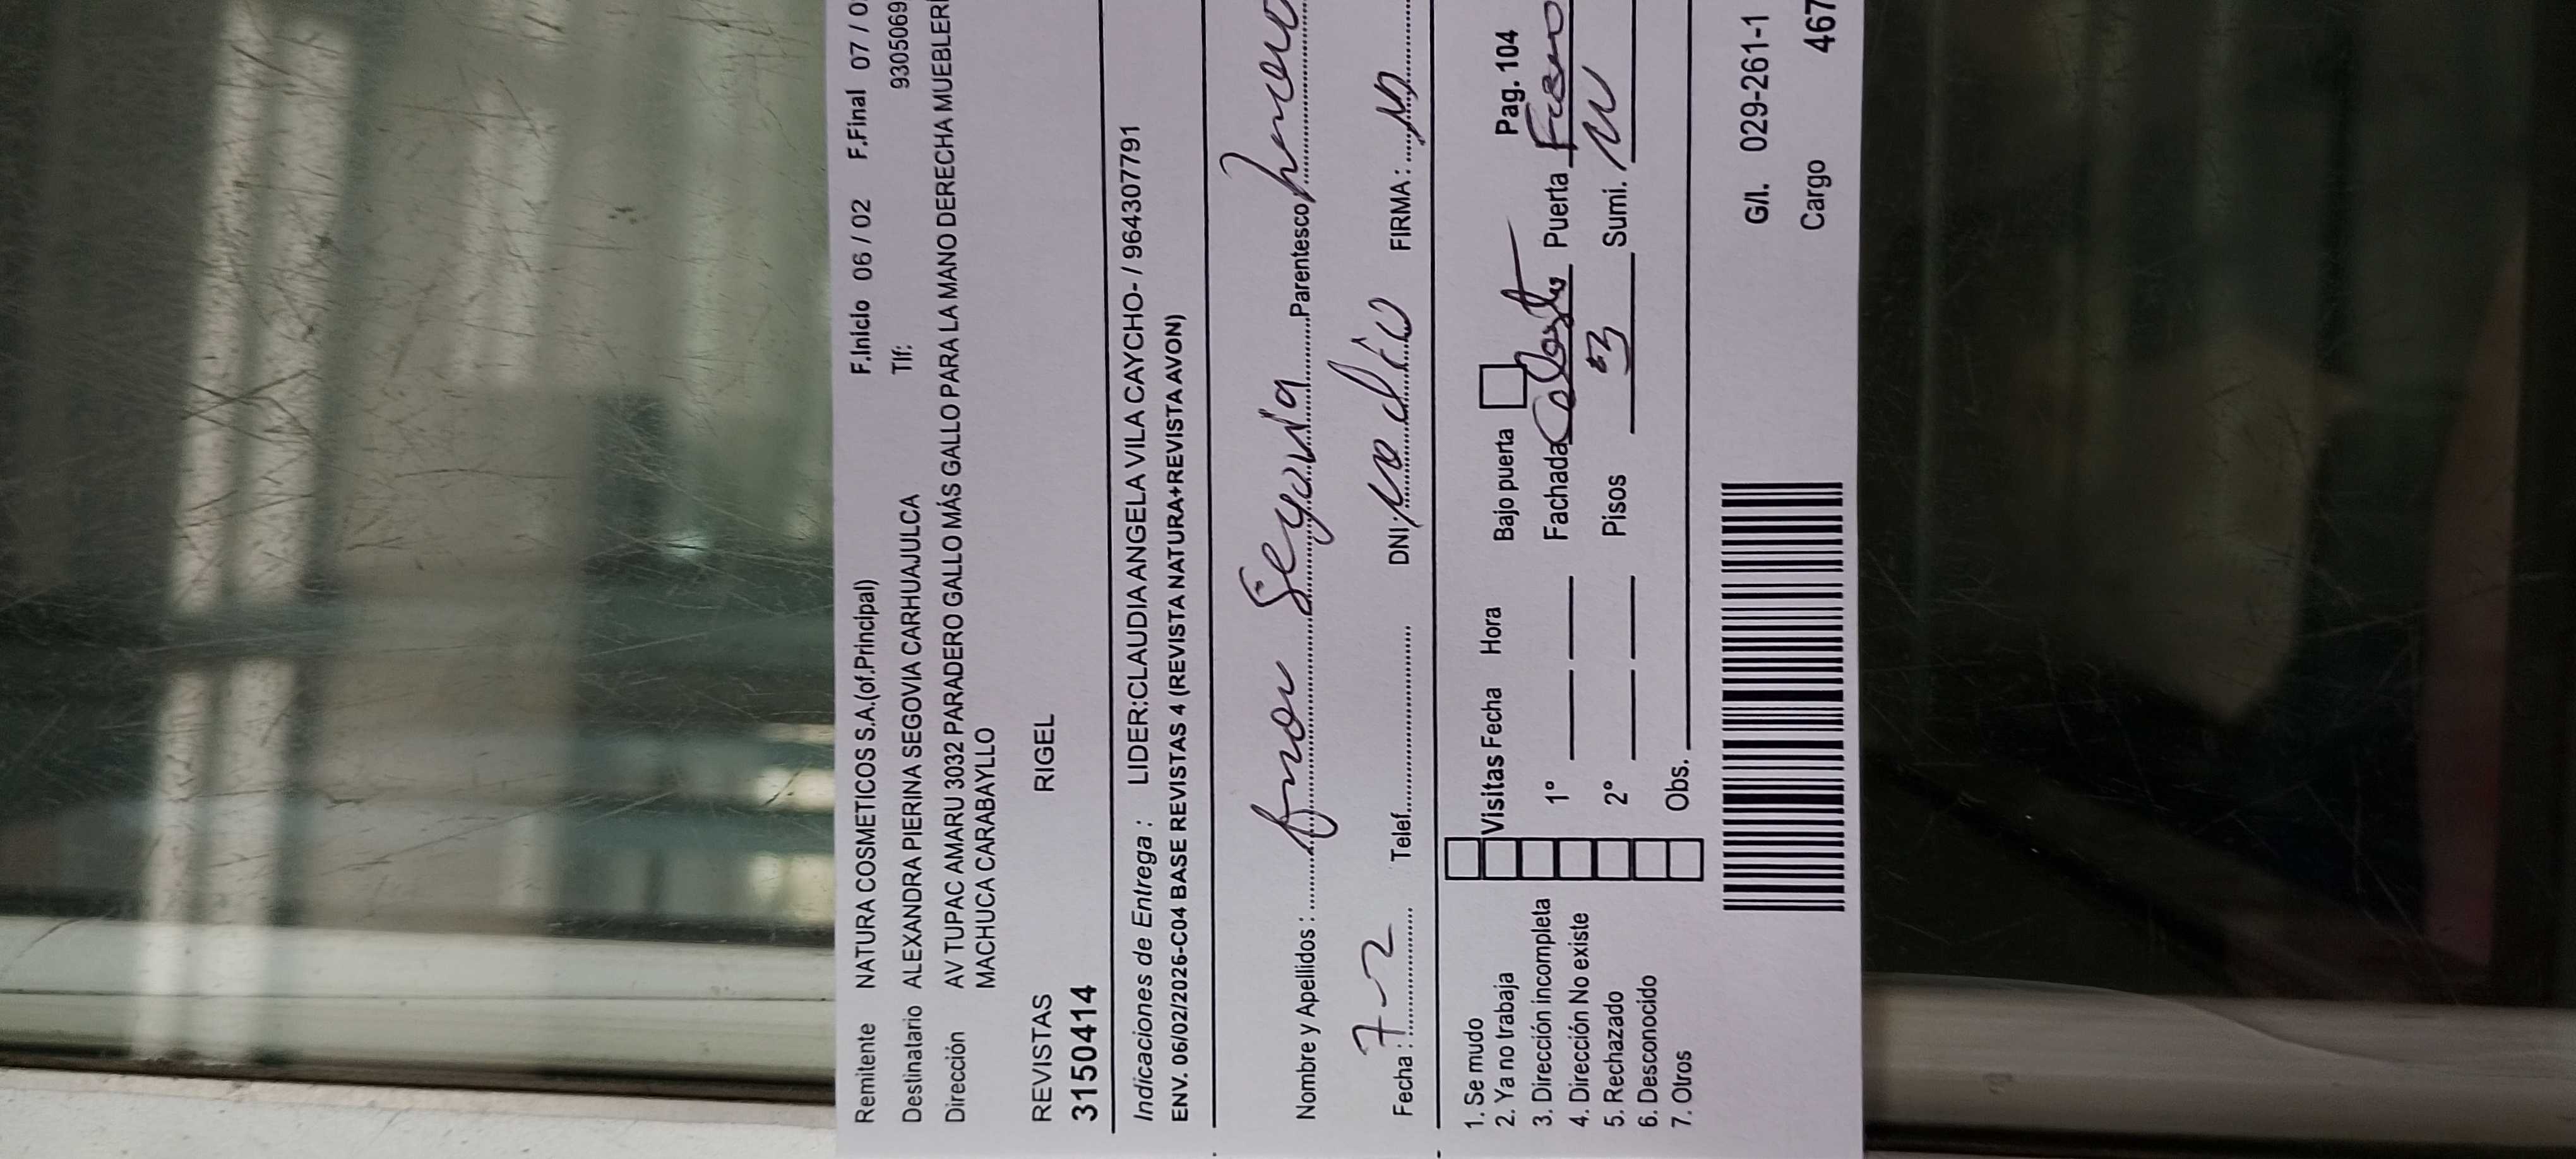 Remitente NATURA COSMETICOS S.A.(of.Principal) F.Inicio 06 / 02 F.Final 07 / 0
Destinatario ALEXANDRA PIERINA SEGOVIA CARHUAJULCA Tlf: 9305069
Dirección AV TUPAC AMARU 3032 PARADERO GALLO MÁS GALLO PARA LA MANO DERECHA MUEBLERÍ
MACHUCA CARABAYLLO
REVISTAS RIGEL
3150414
Indicaciones de Entrega : LIDER:CLAUDIA ANGELA VILA CAYCHO- / 964307791
ENV. 06/02/2026-C04 BASE REVISTAS 4 (REVISTA NATURA+REVISTA AVON)
Nombre y Apellidos : Segovia Parentesco
Fecha : 7-2 Telef. DNI: no dio FIRMA :
1. Se mudo
2. Ya no trabaja Visitas Fecha Hora Bajo puerta Pag. 104
3. Dirección incompleta 1° Fachada Celeste Puerta Fierro
4. Dirección No existe
5. Rechazado 2° Pisos 3 Sumi.
6. Desconocido
7. Otros Obs.
G/I. 029-261-1
Cargo 467